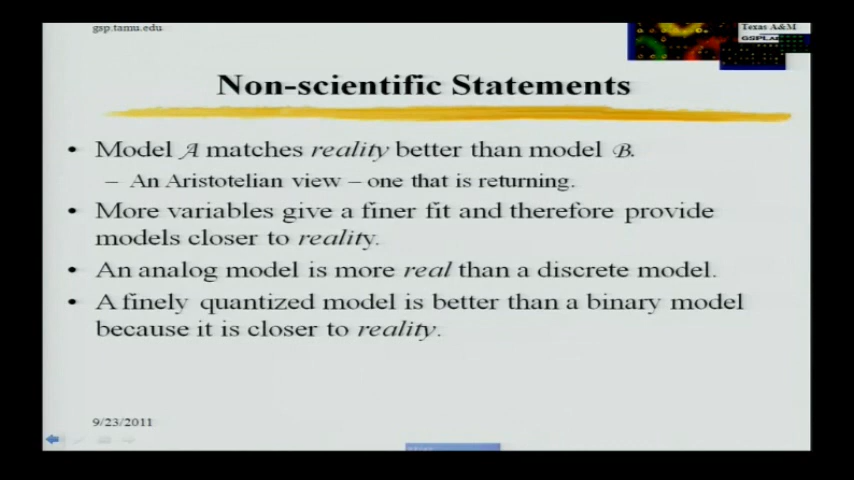 gsp.tamu.edu
Texas A&M
GSPLAB
Non-scientific Statements
• Model A matches reality better than model B.
– An Aristotelian view – one that is returning.
• More variables give a finer fit and therefore provide
models closer to reality.
• An analog model is more real than a discrete model.
• A finely quantized model is better than a binary model
because it is closer to reality.
9/23/2011